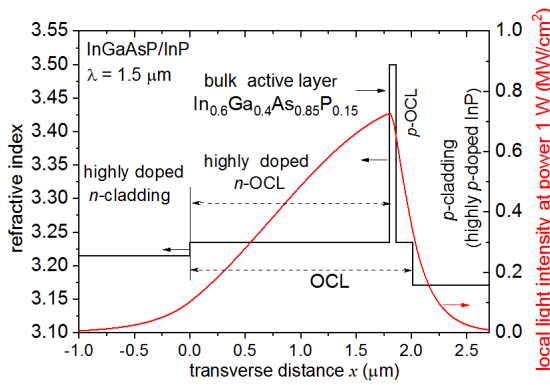 InGaAsP/InP
λ = 1.5 μm
bulk active layer
In0.6Ga0.4As0.85P0.15
p-OCL
highly doped
n-cladding
highly doped
n-OCL
p-cladding
(highly p-doped InP)
OCL
refractive index
3.50
3.45
3.40
3.35
3.30
3.25
3.20
3.15
3.10
-1.0
-0.5
0.0
0.5
1.0
1.5
2.0
2.5
transverse distance x (μm)
1.0
0.8
0.6
0.4
0.2
0.0
local light intensity at power 1 W (MW/cm²)